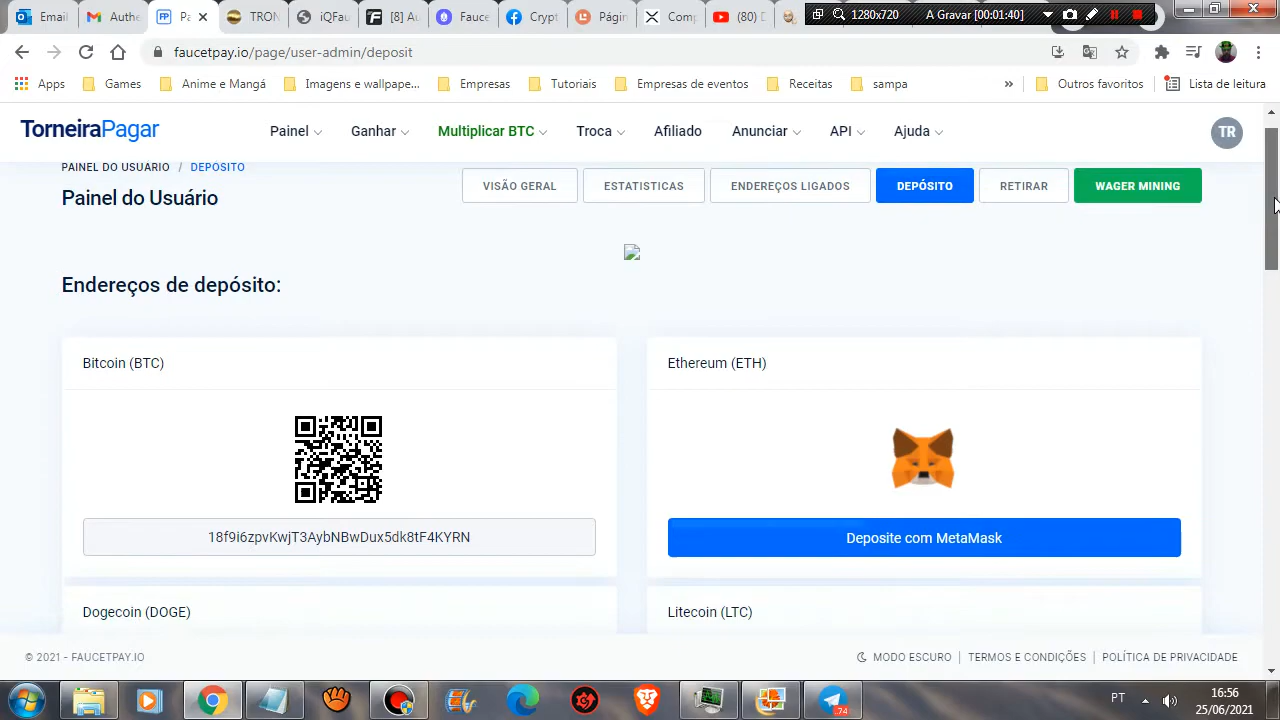 Email
Authe
Pa
TRON
iQFau
[8] Au
Fauce
Crypt
Págin
Comp
(80) D
1280x720
A Gravar [00:01:40]
faucetpay.io/page/user-admin/deposit
Apps Games Anime e Mangá Imagens e wallpape... Empresas Tutoriais Empresas de eventos Receitas sampa » Outros favoritos Lista de leitura
TorneiraPagar Painel Ganhar Multiplicar BTC Troca Afiliado Anunciar API Ajuda TR
PAINEL DO USUÁRIO / DEPÓSITO
Painel do Usuário
VISÃO GERAL ESTATISTICAS ENDEREÇOS LIGADOS DEPÓSITO RETIRAR WAGER MINING
Endereços de depósito:
Bitcoin (BTC)
18f9i6zpvKwjT3AybNBwDux5dk8tF4KYRN
Ethereum (ETH)
Deposite com MetaMask
Dogecoin (DOGE)
Litecoin (LTC)
© 2021 - FAUCETPAY.IO
MODO ESCURO | TERMOS E CONDIÇÕES | POLÍTICA DE PRIVACIDADE
74
PT
16:56
25/06/2021